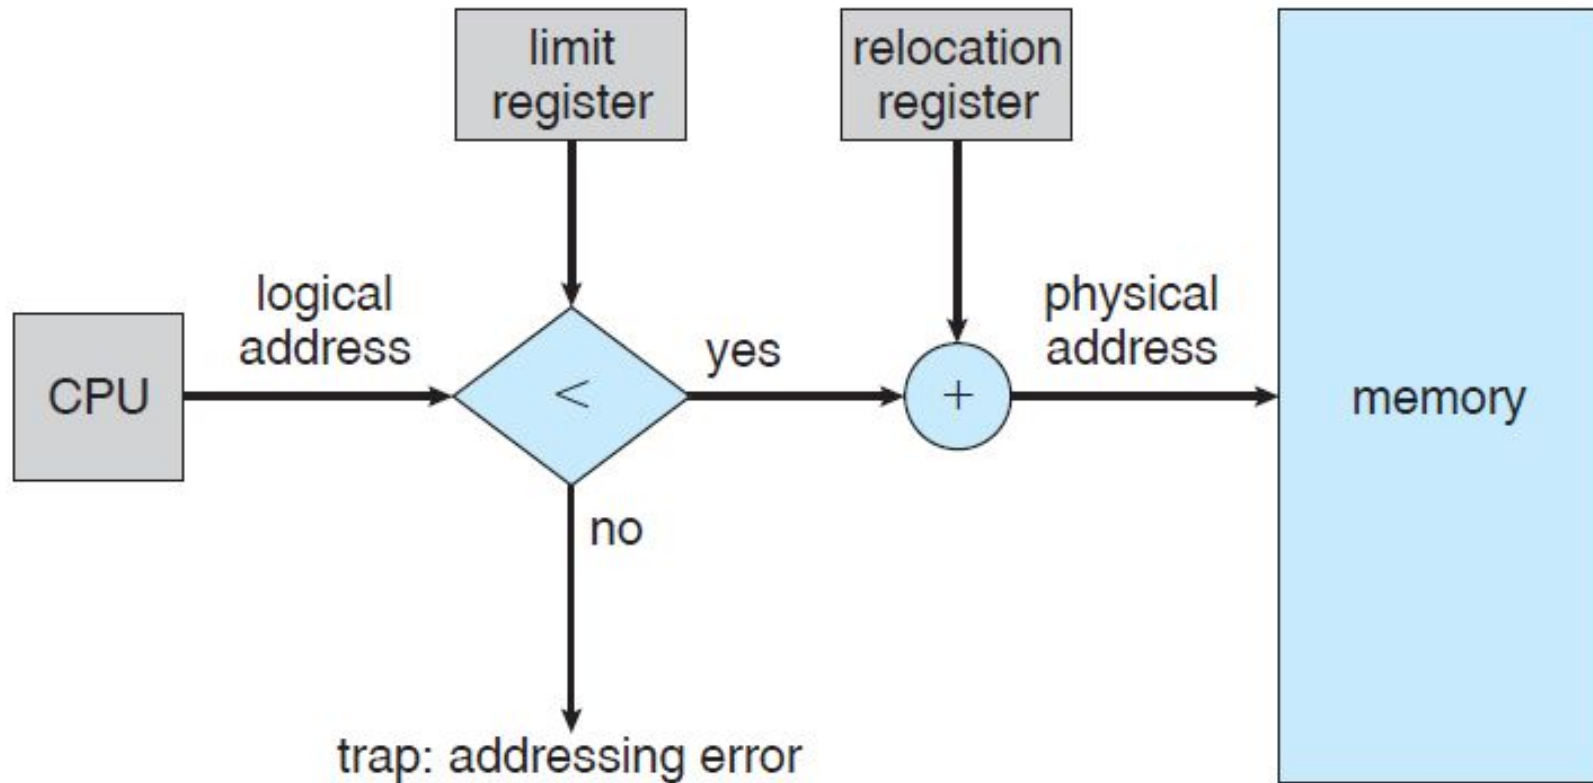 limit
register
relocation
register
logical
address
physical
address
CPU
<
yes
+
memory
no
trap: addressing error